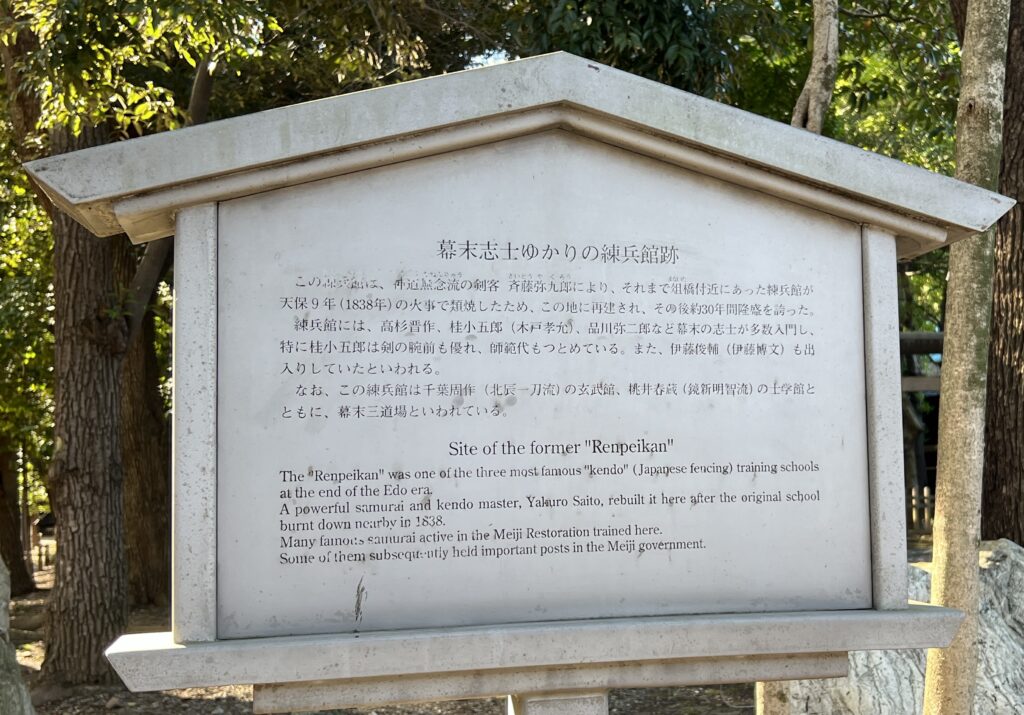 幕末志士ゆかりの練兵館跡
この練兵館は、神道無念流の剣客 斉藤弥九郎により、それまで俎橋付近にあった練兵館が
天保9年(1838年)の火事で類焼したため、この地に再建され、その後約30年間隆盛を誇った。
練兵館には、高杉晋作、桂小五郎(木戸孝允)、品川弥二郎など幕末の志士が多数入門し、
特に桂小五郎は剣の腕前も優れ、師範代もつとめている。また、伊藤俊輔(伊藤博文)も出
入りしていたといわれる。
なお、この練兵館は千葉周作(北辰一刀流)の玄武館、桃井春蔵(鏡新明智流)の士学館と
ともに、幕末三道場といわれている。
Site of the former "Renpeikan"
The "Renpeikan" was one of the three most famous "kendo" (Japanese fencing) training schools
at the end of the Edo era.
A powerful samurai and kendo master, Yakuro Saito, rebuilt it here after the original school
burnt down nearby in 1838.
Many famous samurai active in the Meiji Restoration trained here.
Some of them subsequently held important posts in the Meiji government.